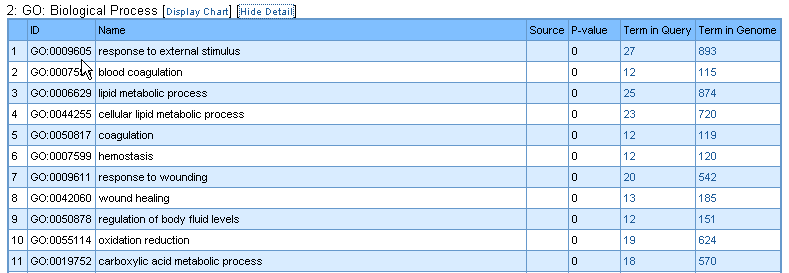 2: GO: Biological Process [Display Chart] [Hide Detail]
ID Name Source P-value Term in Query Term in Genome
1 GO:0009605 response to external stimulus 0 27 893
2 blood coagulation 0 12 115
3 GO:0006629 lipid metabolic process 0 25 874
4 GO:0044255 cellular lipid metabolic process 0 23 720
5 GO:0050817 coagulation 0 12 119
6 GO:0007599 hemostasis 0 12 120
7 GO:0009611 response to wounding 0 20 542
8 GO:0042060 wound healing 0 13 185
9 GO:0050878 regulation of body fluid levels 0 12 151
10 GO:0055114 oxidation reduction 0 19 624
11 GO:0019752 carboxylic acid metabolic process 0 18 570